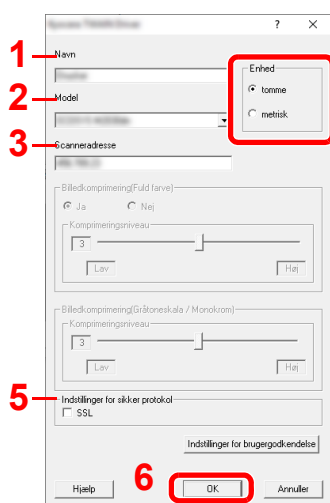 ? ×
1 Navn
Enhed
tomme
metrisk
2 Model
3 Scanneradresse
Billedkomprimering(Fuld farve)
Ja Nej
Komprimeringsniveau
3
Lav Høj
Billedkomprimering(Gråtoneskala / Monokrom)
Komprimeringsniveau
3
Lav Høj
5 Indstillinger for sikker protokol
SSL
Indstillinger for brugergodkendelse
6
Hjælp OK Annuller